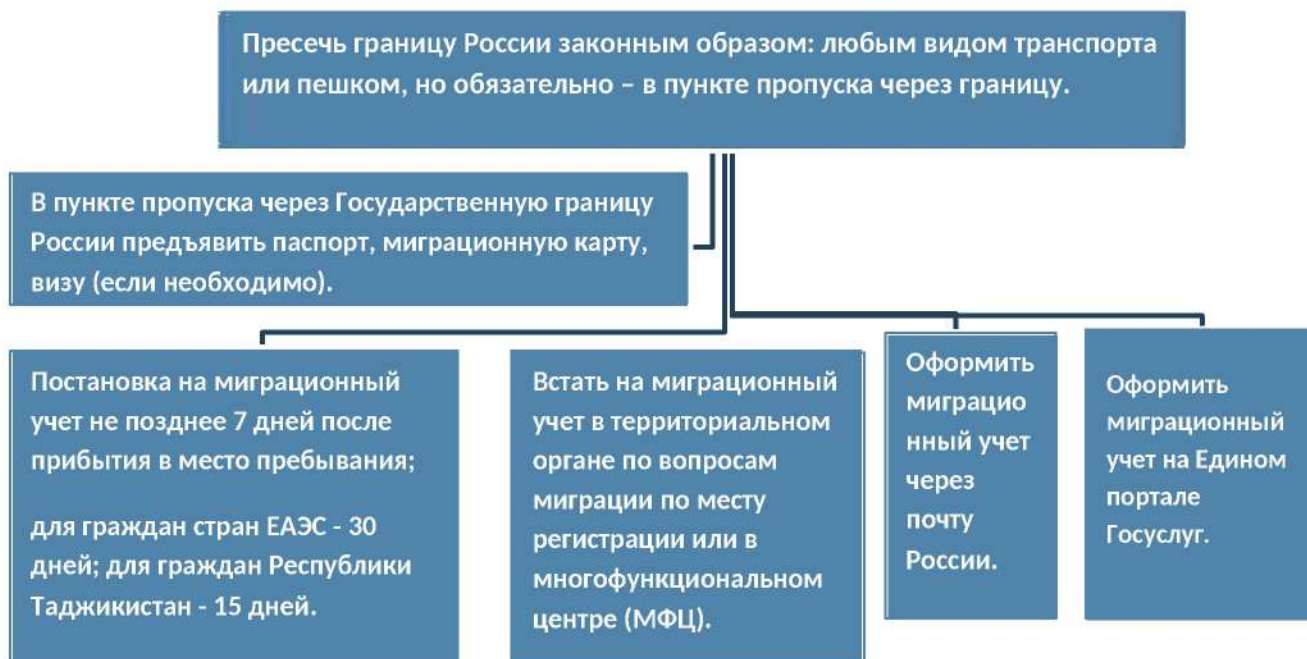 Пресечь границу России законным образом: любым видом транспорта
или пешком, но обязательно – в пункте пропуска через границу.
В пункте пропуска через Государственную границу
России предъявить паспорт, миграционную карту,
визу (если необходимо).
Постановка на миграционный
учет не позднее 7 дней после
прибытия в место пребывания;
для граждан стран ЕАЭС - 30
дней; для граждан Республики
Таджикистан - 15 дней.
Встать на миграционный
учет в территориальном
органе по вопросам
миграции по месту
регистрации или в
многофункциональном
центре (МФЦ).
Оформить
миграцио
нный учет
через
почту
России.
Оформить
миграционный
учет на Едином
портале
Госуслуг.